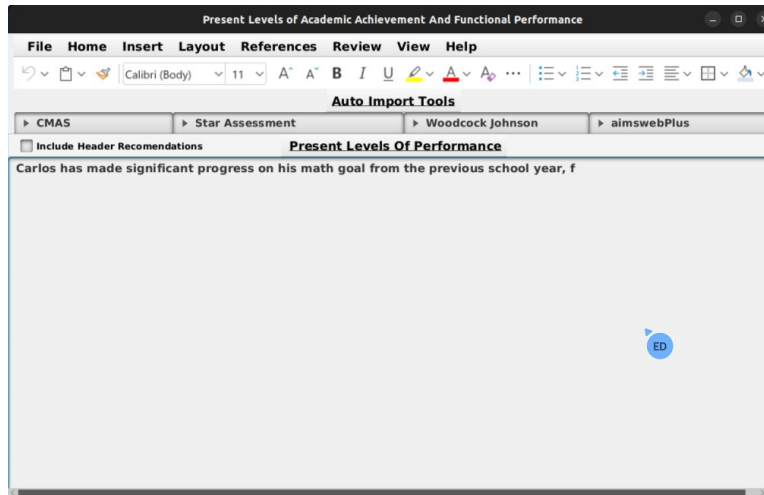 Present Levels of Academic Achievement And Functional Performance
File Home Insert Layout References Review View Help
Calibri (Body) 11 A A B I U A A ...
Auto Import Tools
CMAS Star Assessment Woodcock Johnson aimswebPlus
Include Header Recomendations Present Levels Of Performance
Carlos has made significant progress on his math goal from the previous school year, f
ED